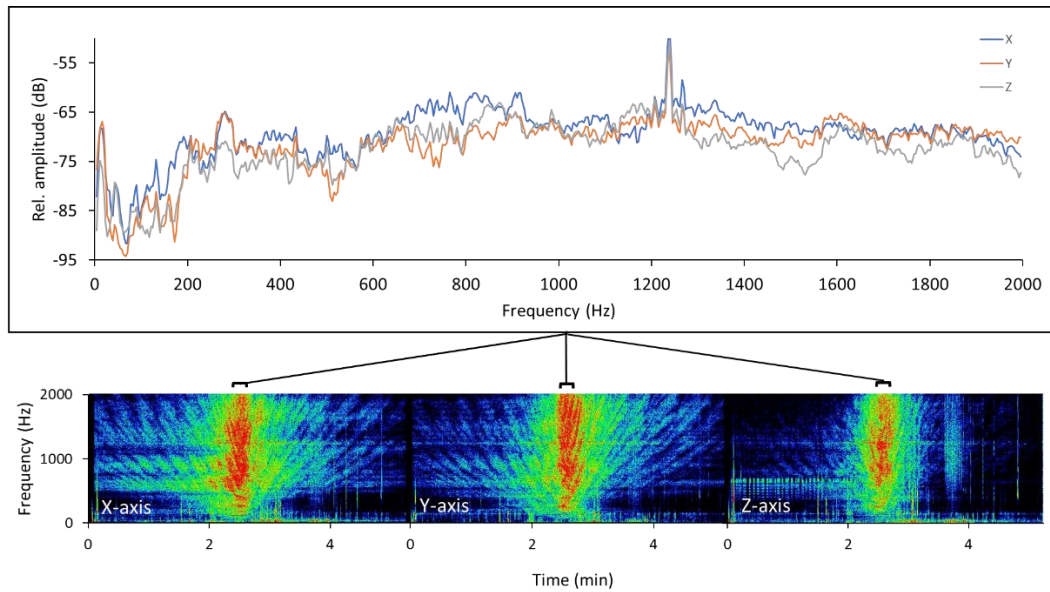 -55
-65
-75
-85
-95
Rel. amplitude (dB)
X
Y
Z
0 200 400 600 800 1000 1200 1400 1600 1800 2000
Frequency (Hz)
2000
1000
0
Frequency (Hz)
X-axis
Y-axis
Z-axis
0 2 4 0 2 4 0 2 4
Time (min)